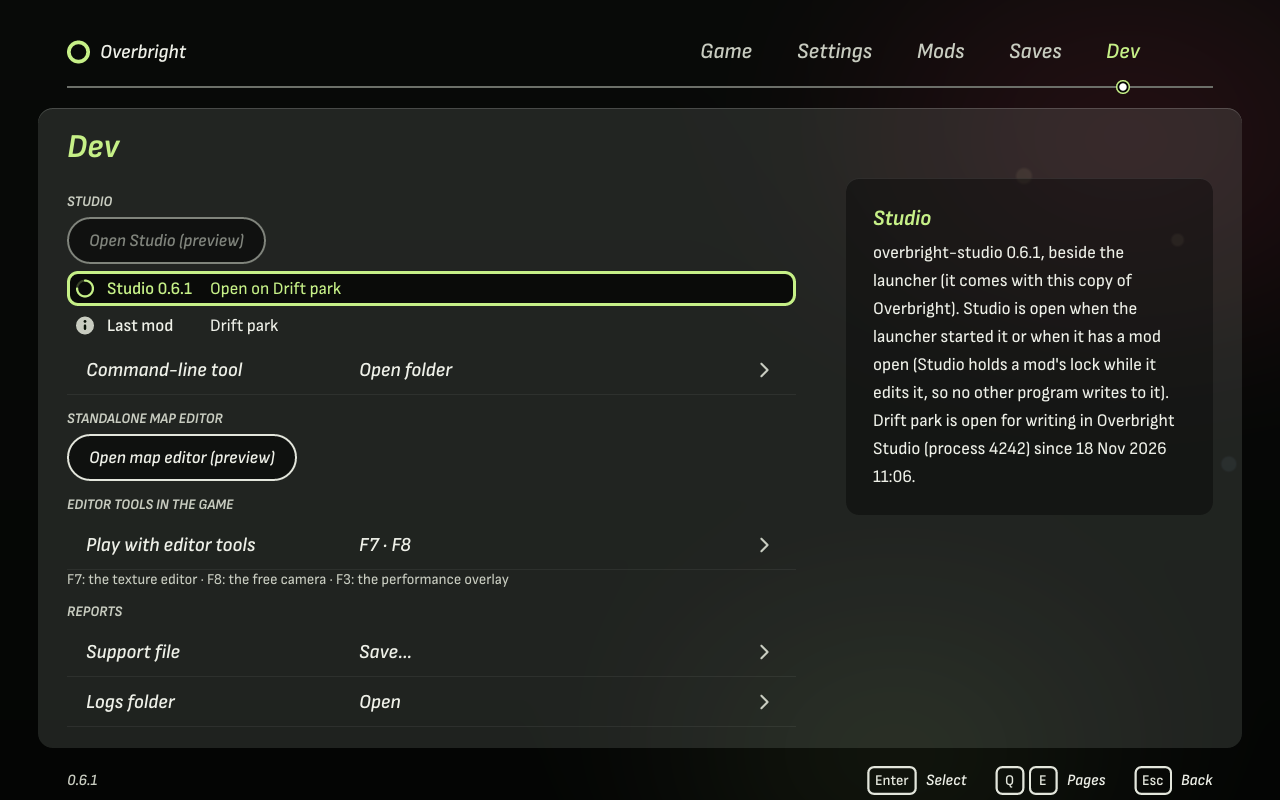 Overbright
Game Settings Mods Saves Dev
Dev
STUDIO
Open Studio (preview)
Studio 0.6.1 Open on Drift park
Last mod Drift park
Command-line tool Open folder
STANDALONE MAP EDITOR
Open map editor (preview)
EDITOR TOOLS IN THE GAME
Play with editor tools F7 · F8
F7: the texture editor · F8: the free camera · F3: the performance overlay
REPORTS
Support file Save...
Logs folder Open
Studio
overbright-studio 0.6.1, beside the
launcher (it comes with this copy of
Overbright). Studio is open when the
launcher started it or when it has a mod
open (Studio holds a mod's lock while it
edits it, so no other program writes to it).
Drift park is open for writing in Overbright
Studio (process 4242) since 18 Nov 2026
11:06.
0.6.1
Enter Select Q E Pages Esc Back